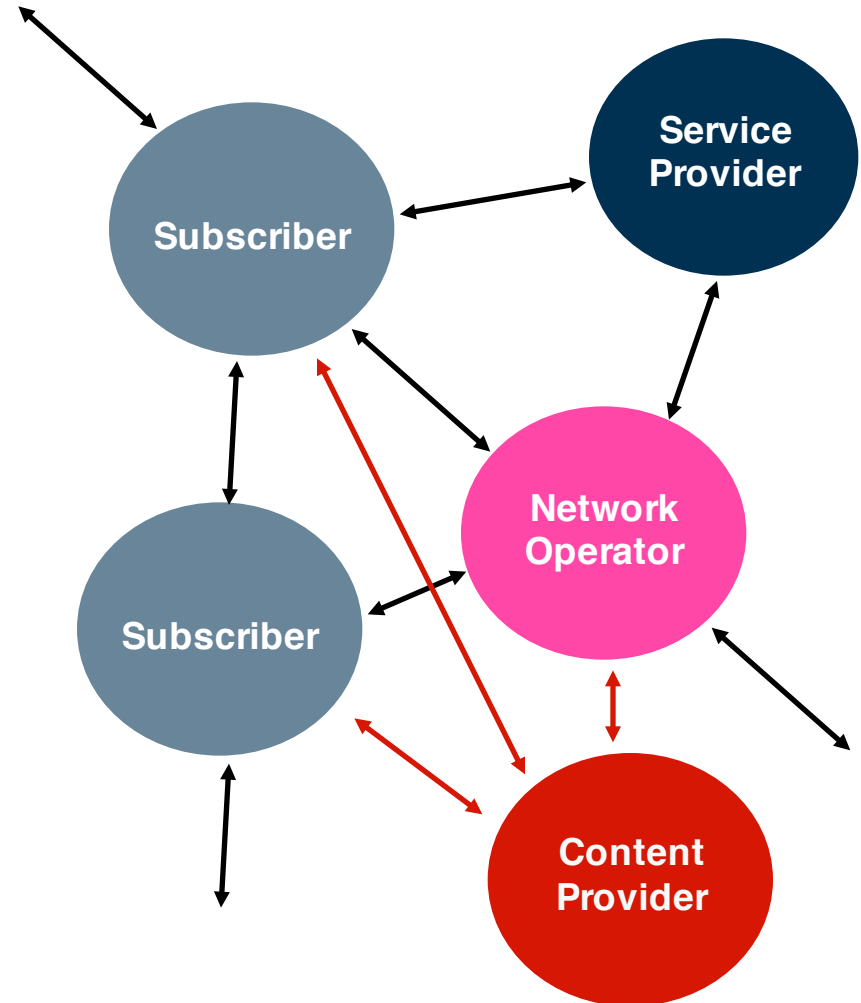 Service
Provider
Subscriber
Network
Operator
Subscriber
Content
Provider